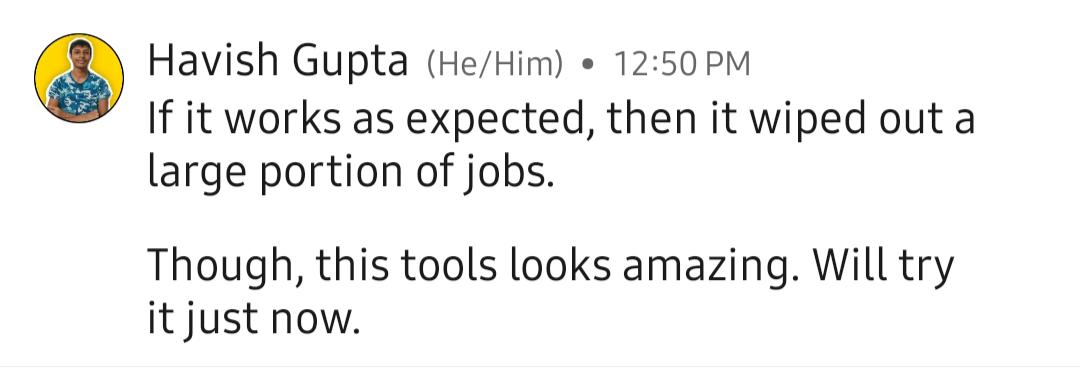 Havish Gupta (He/Him) • 12:50 PM
If it works as expected, then it wiped out a
large portion of jobs.
Though, this tools looks amazing. Will try
it just now.